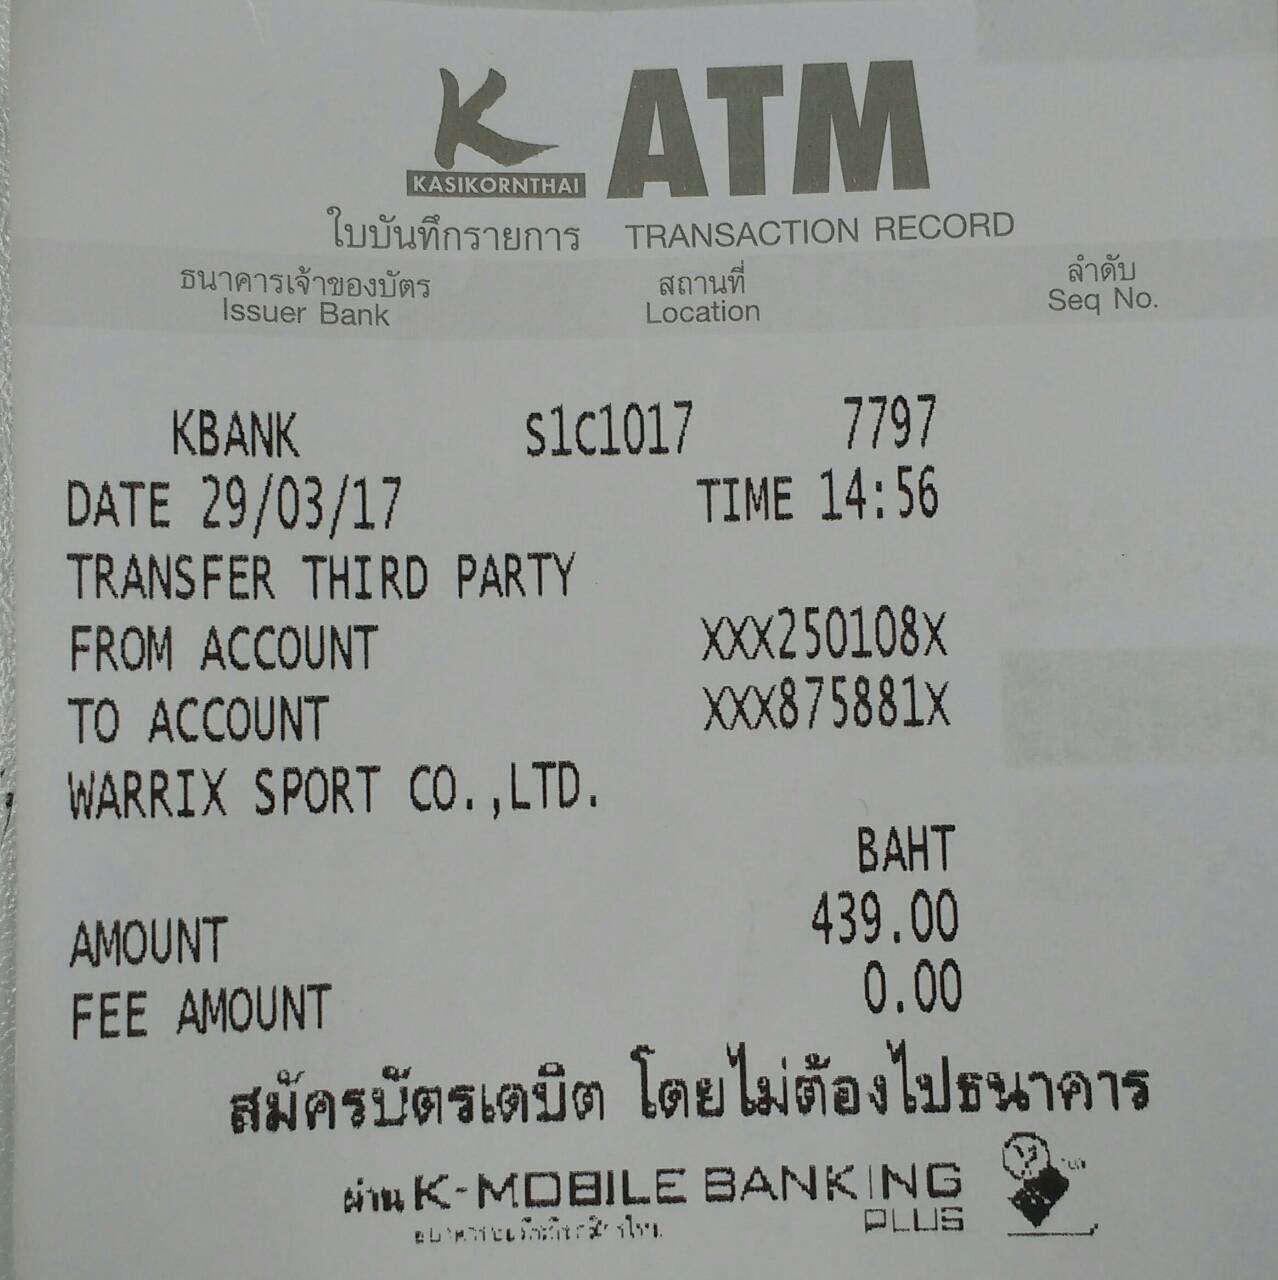 K ATM
KASIKORNTHAI
ใบบันทึกรายการ TRANSACTION RECORD
ธนาคารเจ้าของบัตร สถานที่ ลำดับ
Issuer Bank Location Seq No.
KBANK S1C1017 7797
DATE 29/03/17 TIME 14:56
TRANSFER THIRD PARTY
FROM ACCOUNT XXX250108X
TO ACCOUNT XXX875881X
WARRIX SPORT CO.,LTD.
BAHT
AMOUNT 439.00
FEE AMOUNT 0.00
สมัครบัตรเดบิต โดยไม่ต้องไปธนาคาร
ผ่าน K-MOBILE BANKING
PLUS